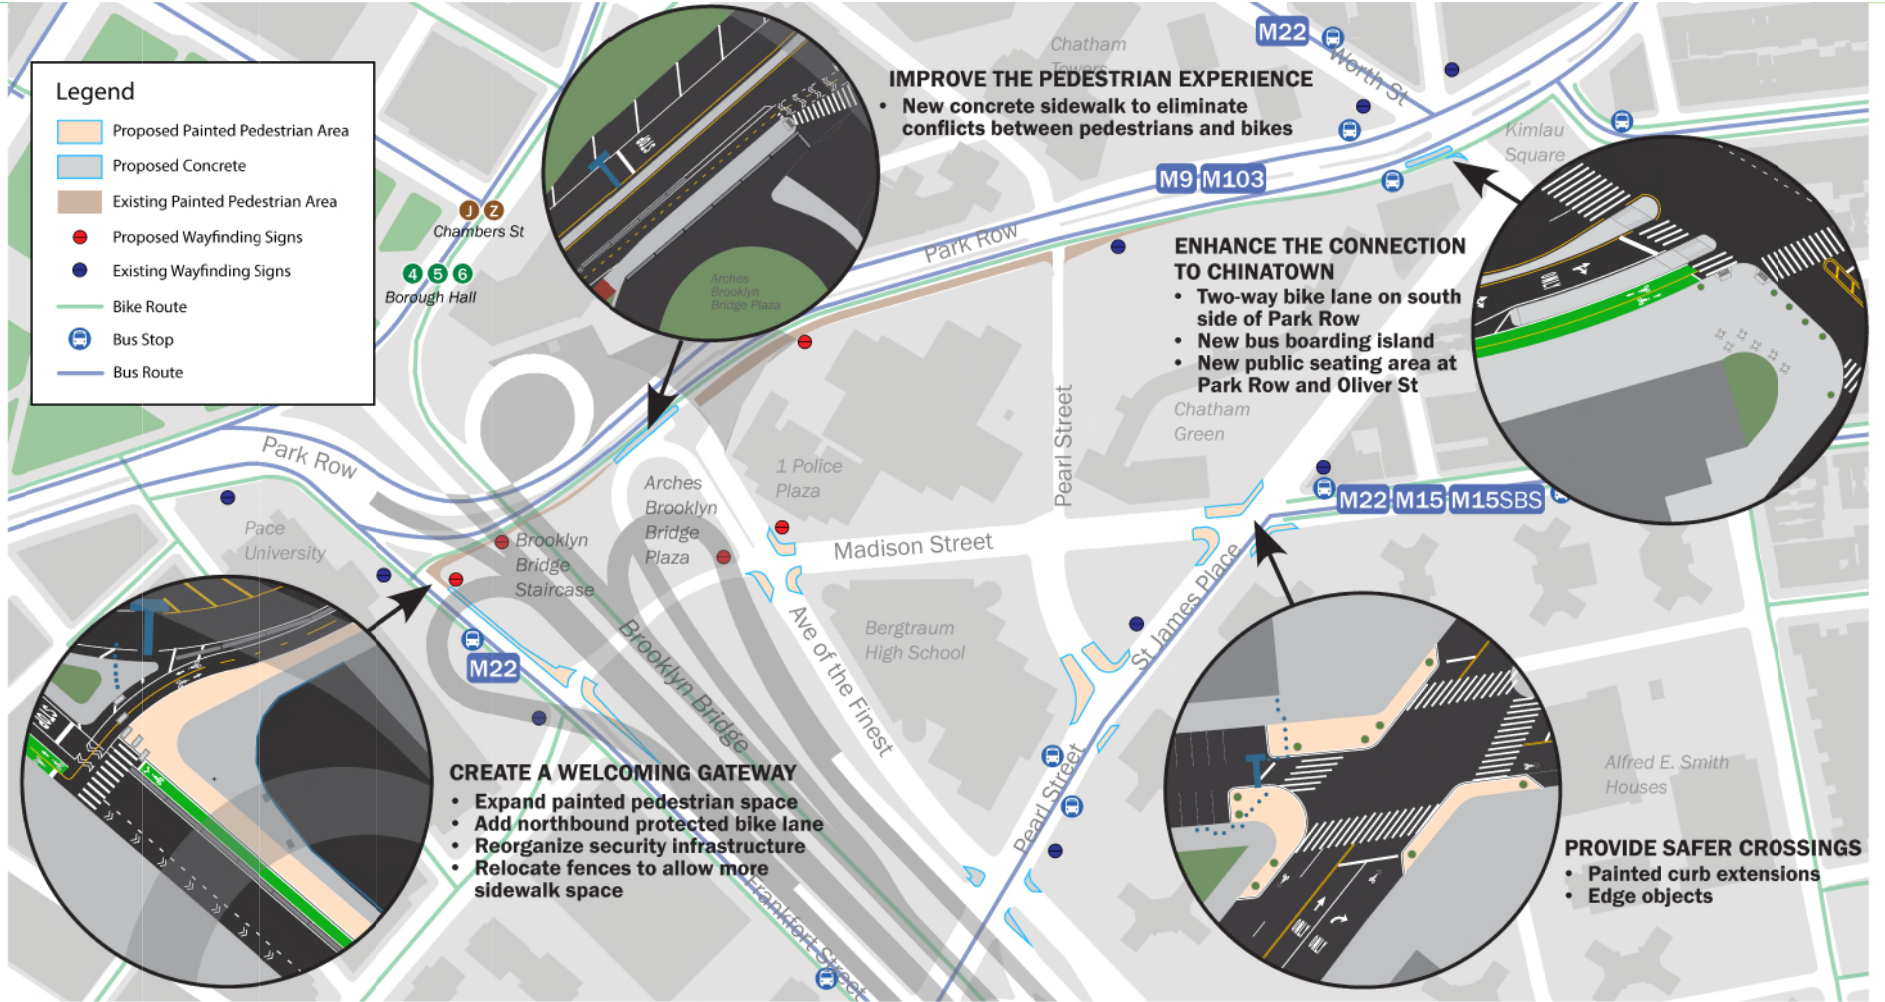 Legend
Proposed Painted Pedestrian Area
Proposed Concrete
Existing Painted Pedestrian Area
Proposed Wayfinding Signs
Existing Wayfinding Signs
Bike Route
Bus Stop
Bus Route
J Z
Chambers St
4 5 6
Borough Hall
Arches
Brooklyn
Bridge Plaza
IMPROVE THE PEDESTRIAN EXPERIENCE
• New concrete sidewalk to eliminate
conflicts between pedestrians and bikes
Chatham
Towers
M22
Worth St
Kimlau
Square
M9 M103
Park Row
ENHANCE THE CONNECTION
TO CHINATOWN
• Two-way bike lane on south
side of Park Row
• New bus boarding island
• New public seating area at
Park Row and Oliver St
Chatham
Green
Pearl Street
Park Row
Pace
University
1 Police
Plaza
Arches
Brooklyn
Bridge
Plaza
Brooklyn
Bridge
Staircase
Madison Street
M22 M15 M15SBS
St James Place
Bergtraum
High School
Ave of the Finest
Brooklyn Bridge
M22
CREATE A WELCOMING GATEWAY
• Expand painted pedestrian space
• Add northbound protected bike lane
• Reorganize security infrastructure
• Relocate fences to allow more
sidewalk space
Frankfort Street
Pearl Street
Alfred E. Smith
Houses
PROVIDE SAFER CROSSINGS
• Painted curb extensions
• Edge objects